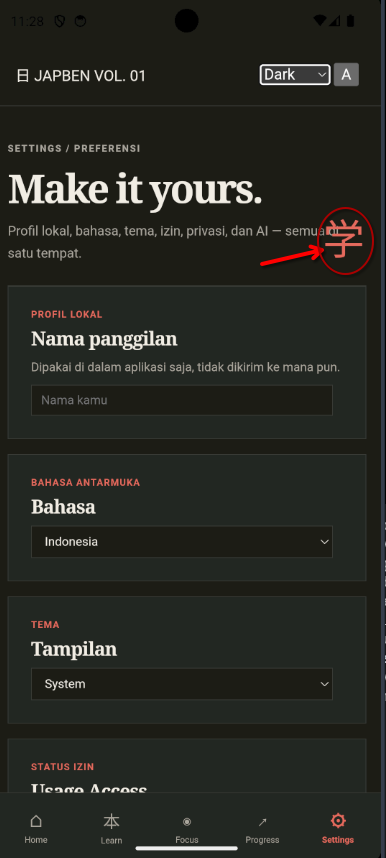 11:28
日 JAPBEN VOL. 01
Dark
A
SETTINGS / PREFERENSI
Make it yours.
学
Profil lokal, bahasa, tema, izin, privasi, dan AI — semua di
satu tempat.
PROFIL LOKAL
Nama panggilan
Dipakai di dalam aplikasi saja, tidak dikirim ke mana pun.
Nama kamu
BAHASA ANTARMUKA
Bahasa
Indonesia
TEMA
Tampilan
System
STATUS IZIN
Usage Access
本
Home
Learn
Focus
Progress
Settings